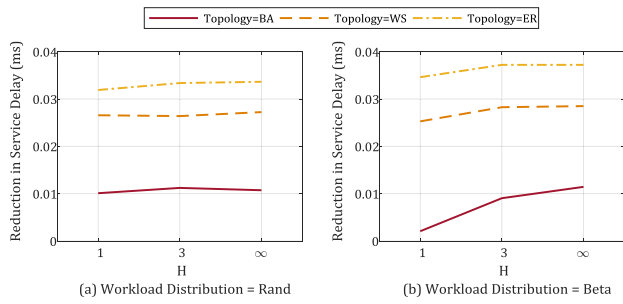 Topology=BA Topology=WS Topology=ER
Reduction in Service Delay (ms)
0.04
0.03
0.02
0.01
0
1 3 ∞
H
(a) Workload Distribution = Rand
Reduction in Service Delay (ms)
0.04
0.03
0.02
0.01
0
1 3 ∞
H
(b) Workload Distribution = Beta